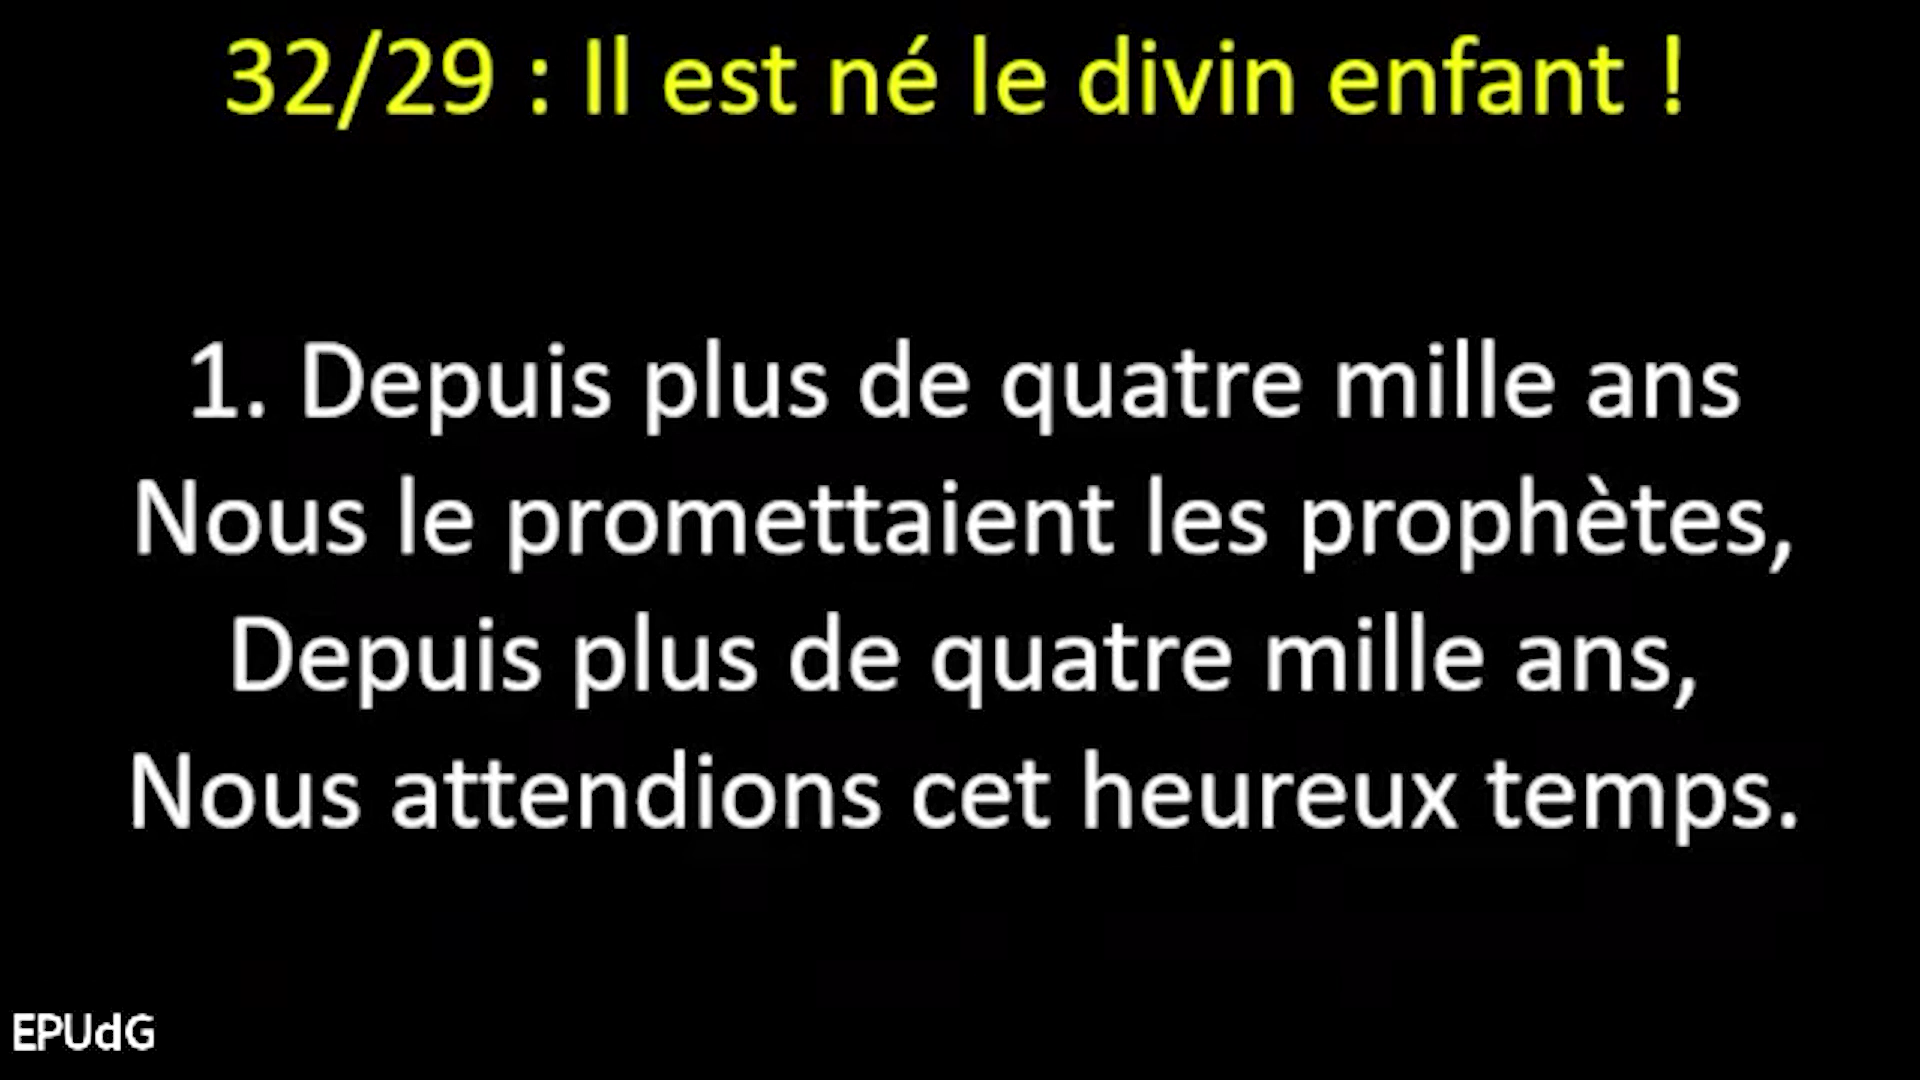 32/29 : Il est né le divin enfant !
1. Depuis plus de quatre mille ans
Nous le promettaient les prophètes,
Depuis plus de quatre mille ans,
Nous attendions cet heureux temps.
EPUdG